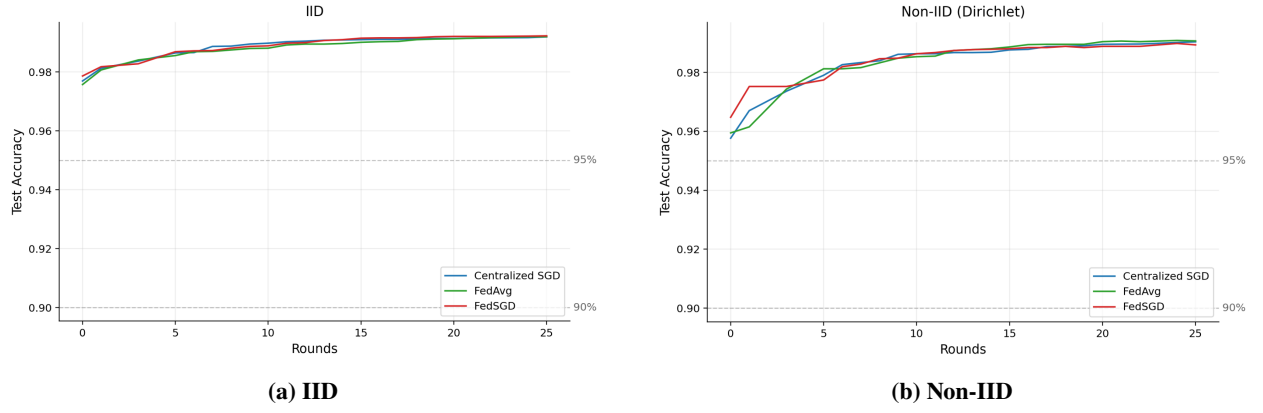 IID
Test Accuracy
0.98
0.96
0.94
0.92
0.90
95%
90%
Centralized SGD
FedAvg
FedSGD
0 5 10 15 20 25
Rounds
(a) IID
Non-IID (Dirichlet)
Test Accuracy
0.98
0.96
0.94
0.92
0.90
95%
90%
Centralized SGD
FedAvg
FedSGD
0 5 10 15 20 25
Rounds
(b) Non-IID